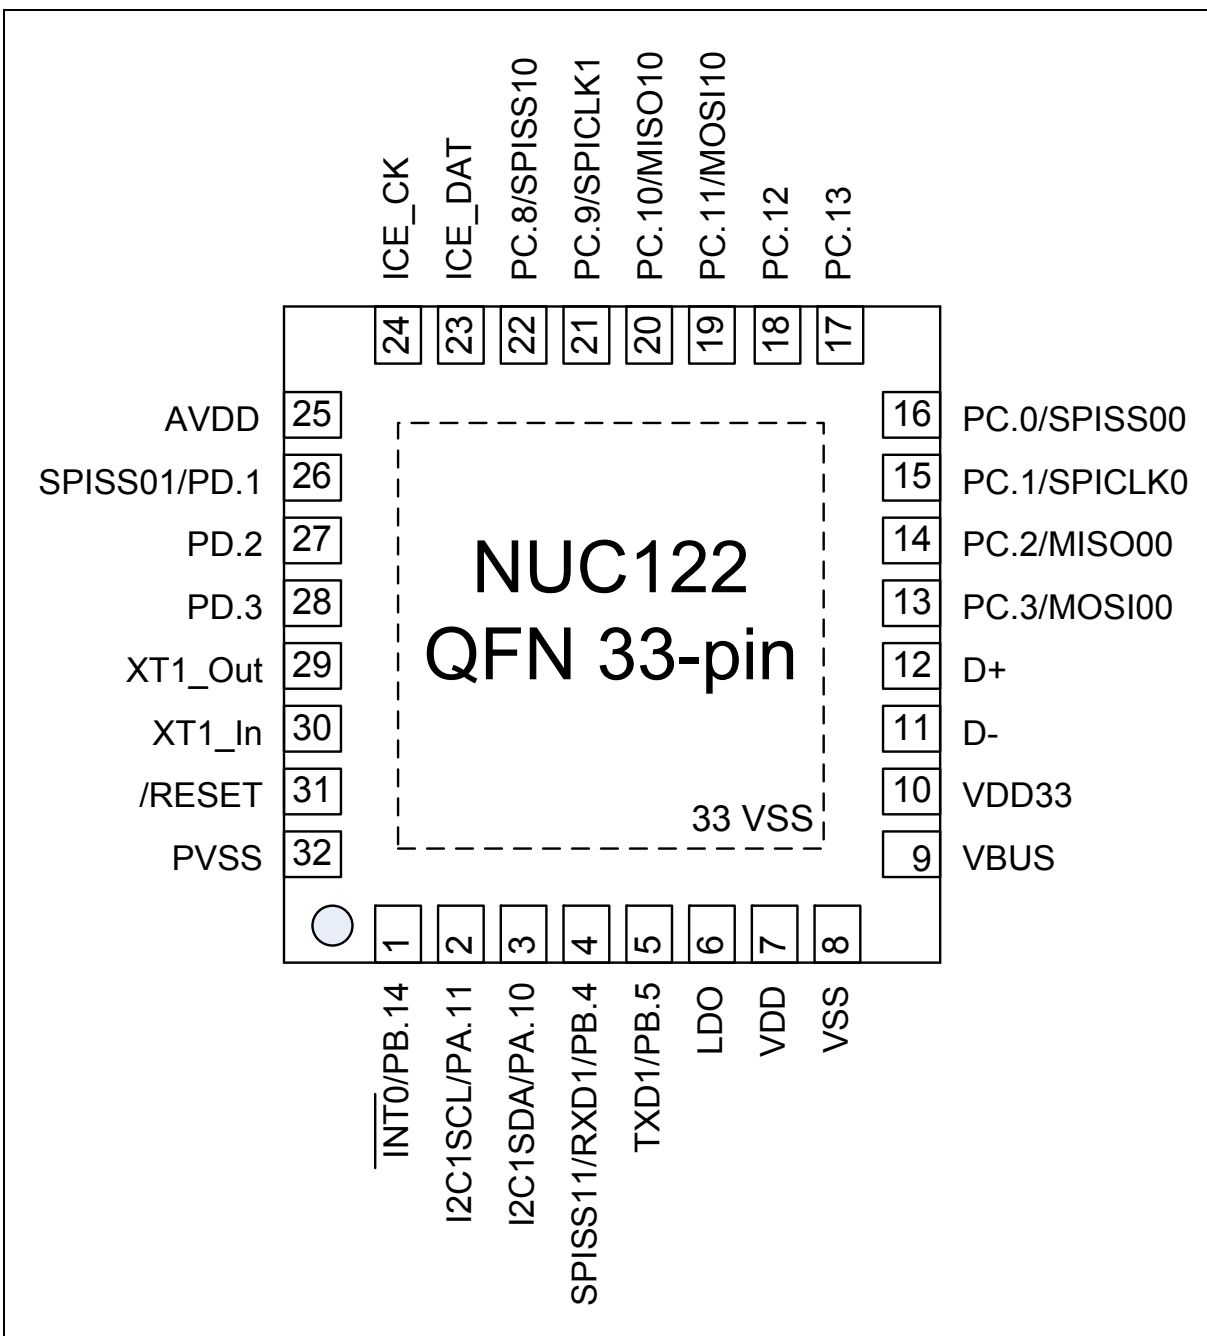 ICE_CK
ICE_DAT
PC.8/SPISS10
PC.9/SPICLK1
PC.10/MISO10
PC.11/MOSI10
PC.12
PC.13
24
23
22
21
20
19
18
17
AVDD 25
SPISS01/PD.1 26
PD.2 27
PD.3 28
XT1_Out 29
XT1_In 30
/RESET 31
PVSS 32
NUC122
QFN 33-pin
33 VSS
16 PC.0/SPISS00
15 PC.1/SPICLK0
14 PC.2/MISO00
13 PC.3/MOSI00
12 D+
11 D-
10 VDD33
9 VBUS
1
2
3
4
5
6
7
8
INT0/PB.14
I2C1SCL/PA.11
I2C1SDA/PA.10
SPISS11/RXD1/PB.4
TXD1/PB.5
LDO
VDD
VSS